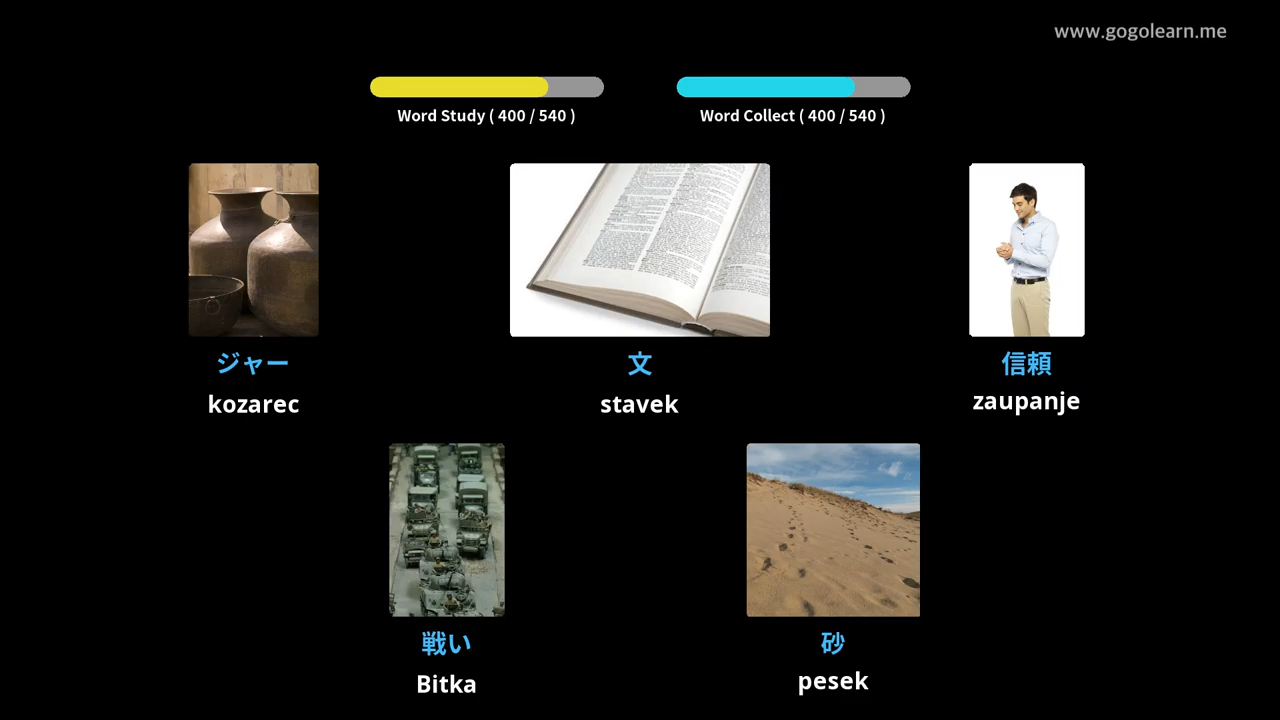 www.gogolearn.me
Word Study ( 400 / 540 )
Word Collect ( 400 / 540 )
ジャー
kozarec
文
stavek
信頼
zaupanje
戦い
Bitka
砂
pesek